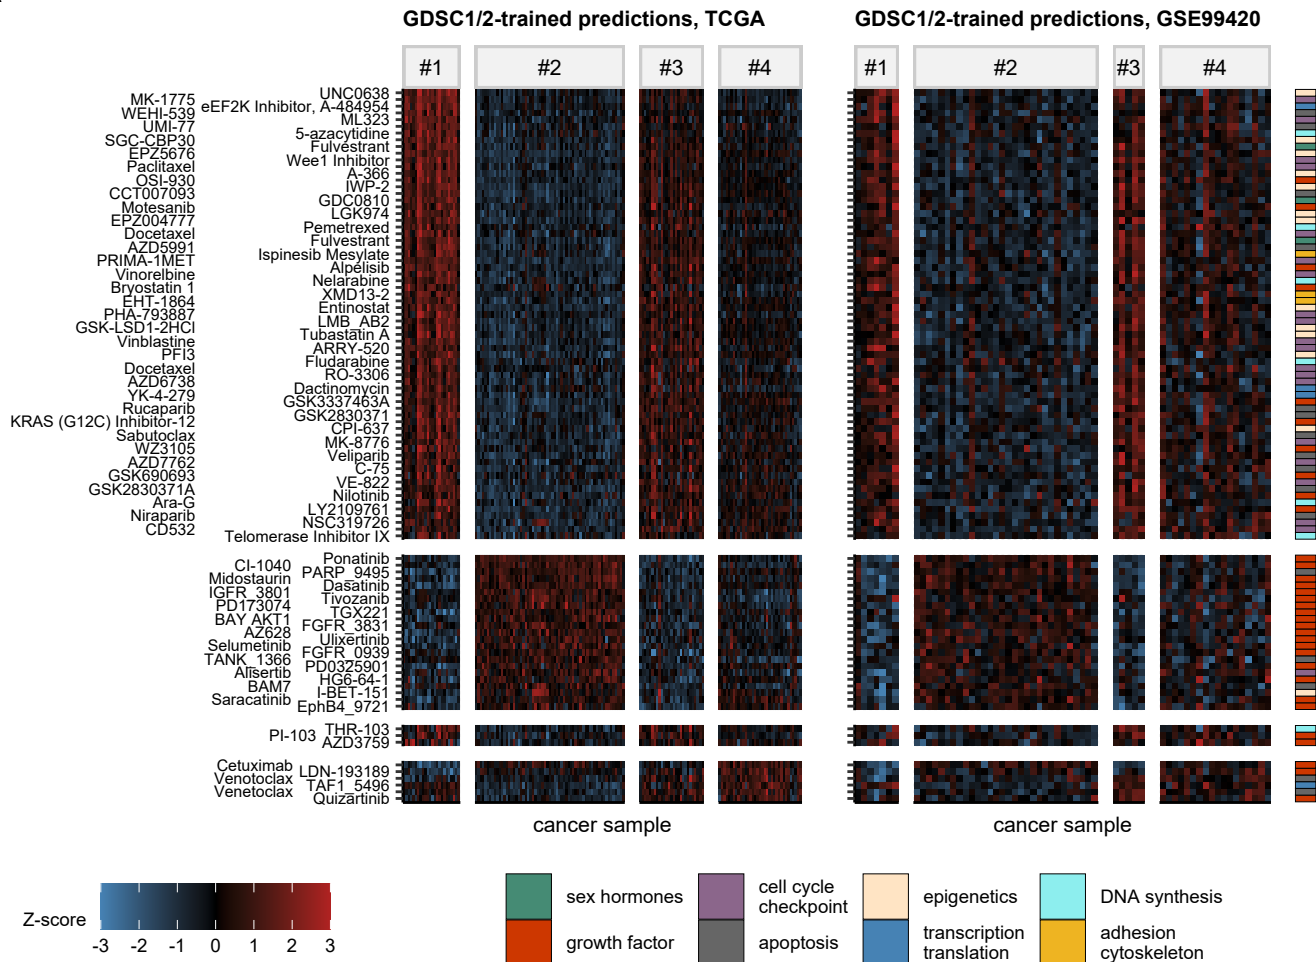 GDSC1/2-trained predictions, TCGA
GDSC1/2-trained predictions, GSE99420
#1
#2
#3
#4
#1
#2
#3
#4
UNC0638
MK-1775
eEF2K Inhibitor, A-484954
WEHI-539
ML323
UMI-77
5-azacytidine
SGC-CBP30
Fulvestrant
EPZ5676
Wee1 Inhibitor
Paclitaxel
A-366
OSI-930
IWP-2
CCT007093
GDC0810
Motesanib
LGK974
EPZ004777
Pemetrexed
Docetaxel
Fulvestrant
AZD5991
Ispinesib Mesylate
PRIMA-1MET
Alpelisib
Vinorelbine
Nelarabine
Bryostatin 1
XMD13-2
EHT-1864
Entinostat
PHA-793887
LMB_AB2
GSK-LSD1-2HCl
Tubastatin A
Vinblastine
ARRY-520
PFI3
Fludarabine
Docetaxel
RO-3306
AZD6738
Dactinomycin
YK-4-279
GSK3337463A
Rucaparib
GSK2830371
KRAS (G12C) Inhibitor-12
CPI-637
Sabutoclax
MK-8776
WZ3105
Veliparib
AZD7762
C-75
GSK690693
VE-822
GSK2830371A
Nilotinib
Ara-G
LY2109761
Niraparib
NSC319726
CD532
Telomerase Inhibitor IX
Ponatinib
CI-1040
PARP_9495
Midostaurin
Dasatinib
IGFR_3801
Tivozanib
PD173074
TGX221
BAY AKT1
FGFR_3831
AZ628
Ulixertinib
Selumetinib
FGFR_0939
TANK_1366
PD0325901
Alisertib
HG6-64-1
BAM7
I-BET-151
Saracatinib
EphB4_9721
THR-103
PI-103
AZD3759
Cetuximab
LDN-193189
Venotoclax
TAF1_5496
Venetoclax
Quizartinib
cancer sample
cancer sample
Z-score
-3 -2 -1 0 1 2 3
sex hormones
growth factor
cell cycle
checkpoint
apoptosis
epigenetics
transcription
translation
DNA synthesis
adhesion
cytoskeleton